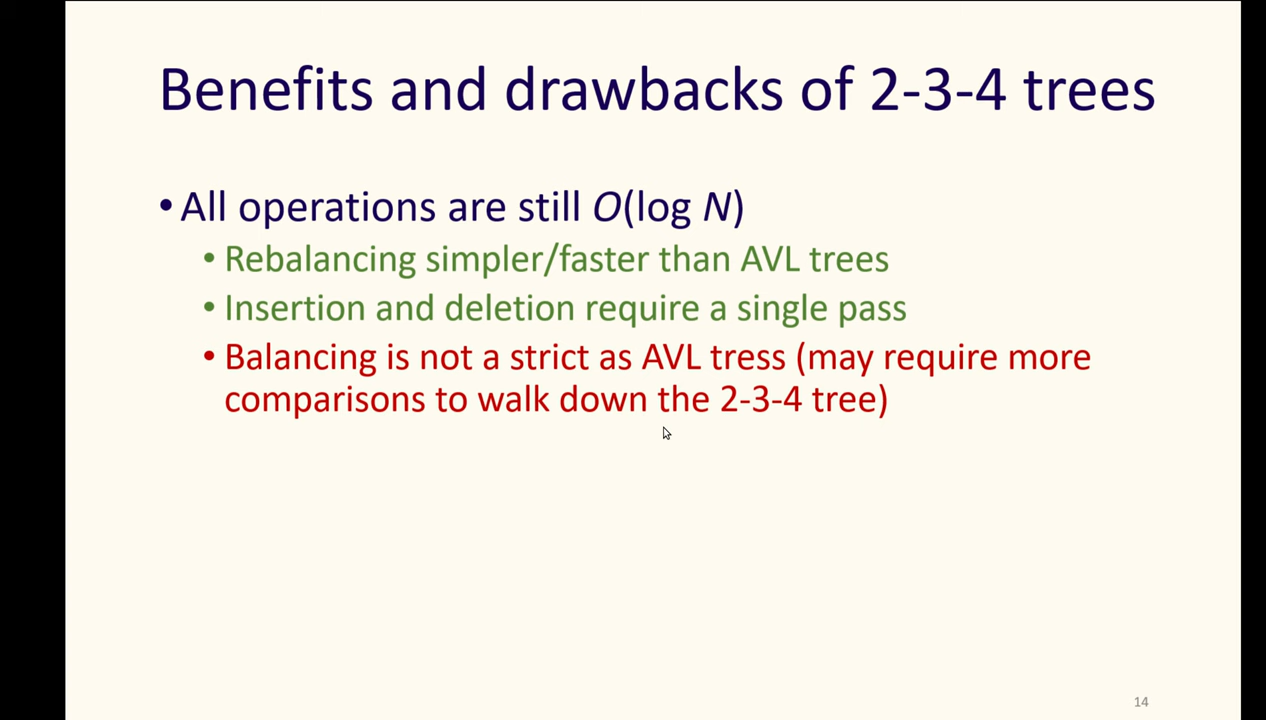 Benefits and drawbacks of 2-3-4 trees
• All operations are still O(log N)
• Rebalancing simpler/faster than AVL trees
• Insertion and deletion require a single pass
• Balancing is not a strict as AVL tress (may require more
comparisons to walk down the 2-3-4 tree)
14